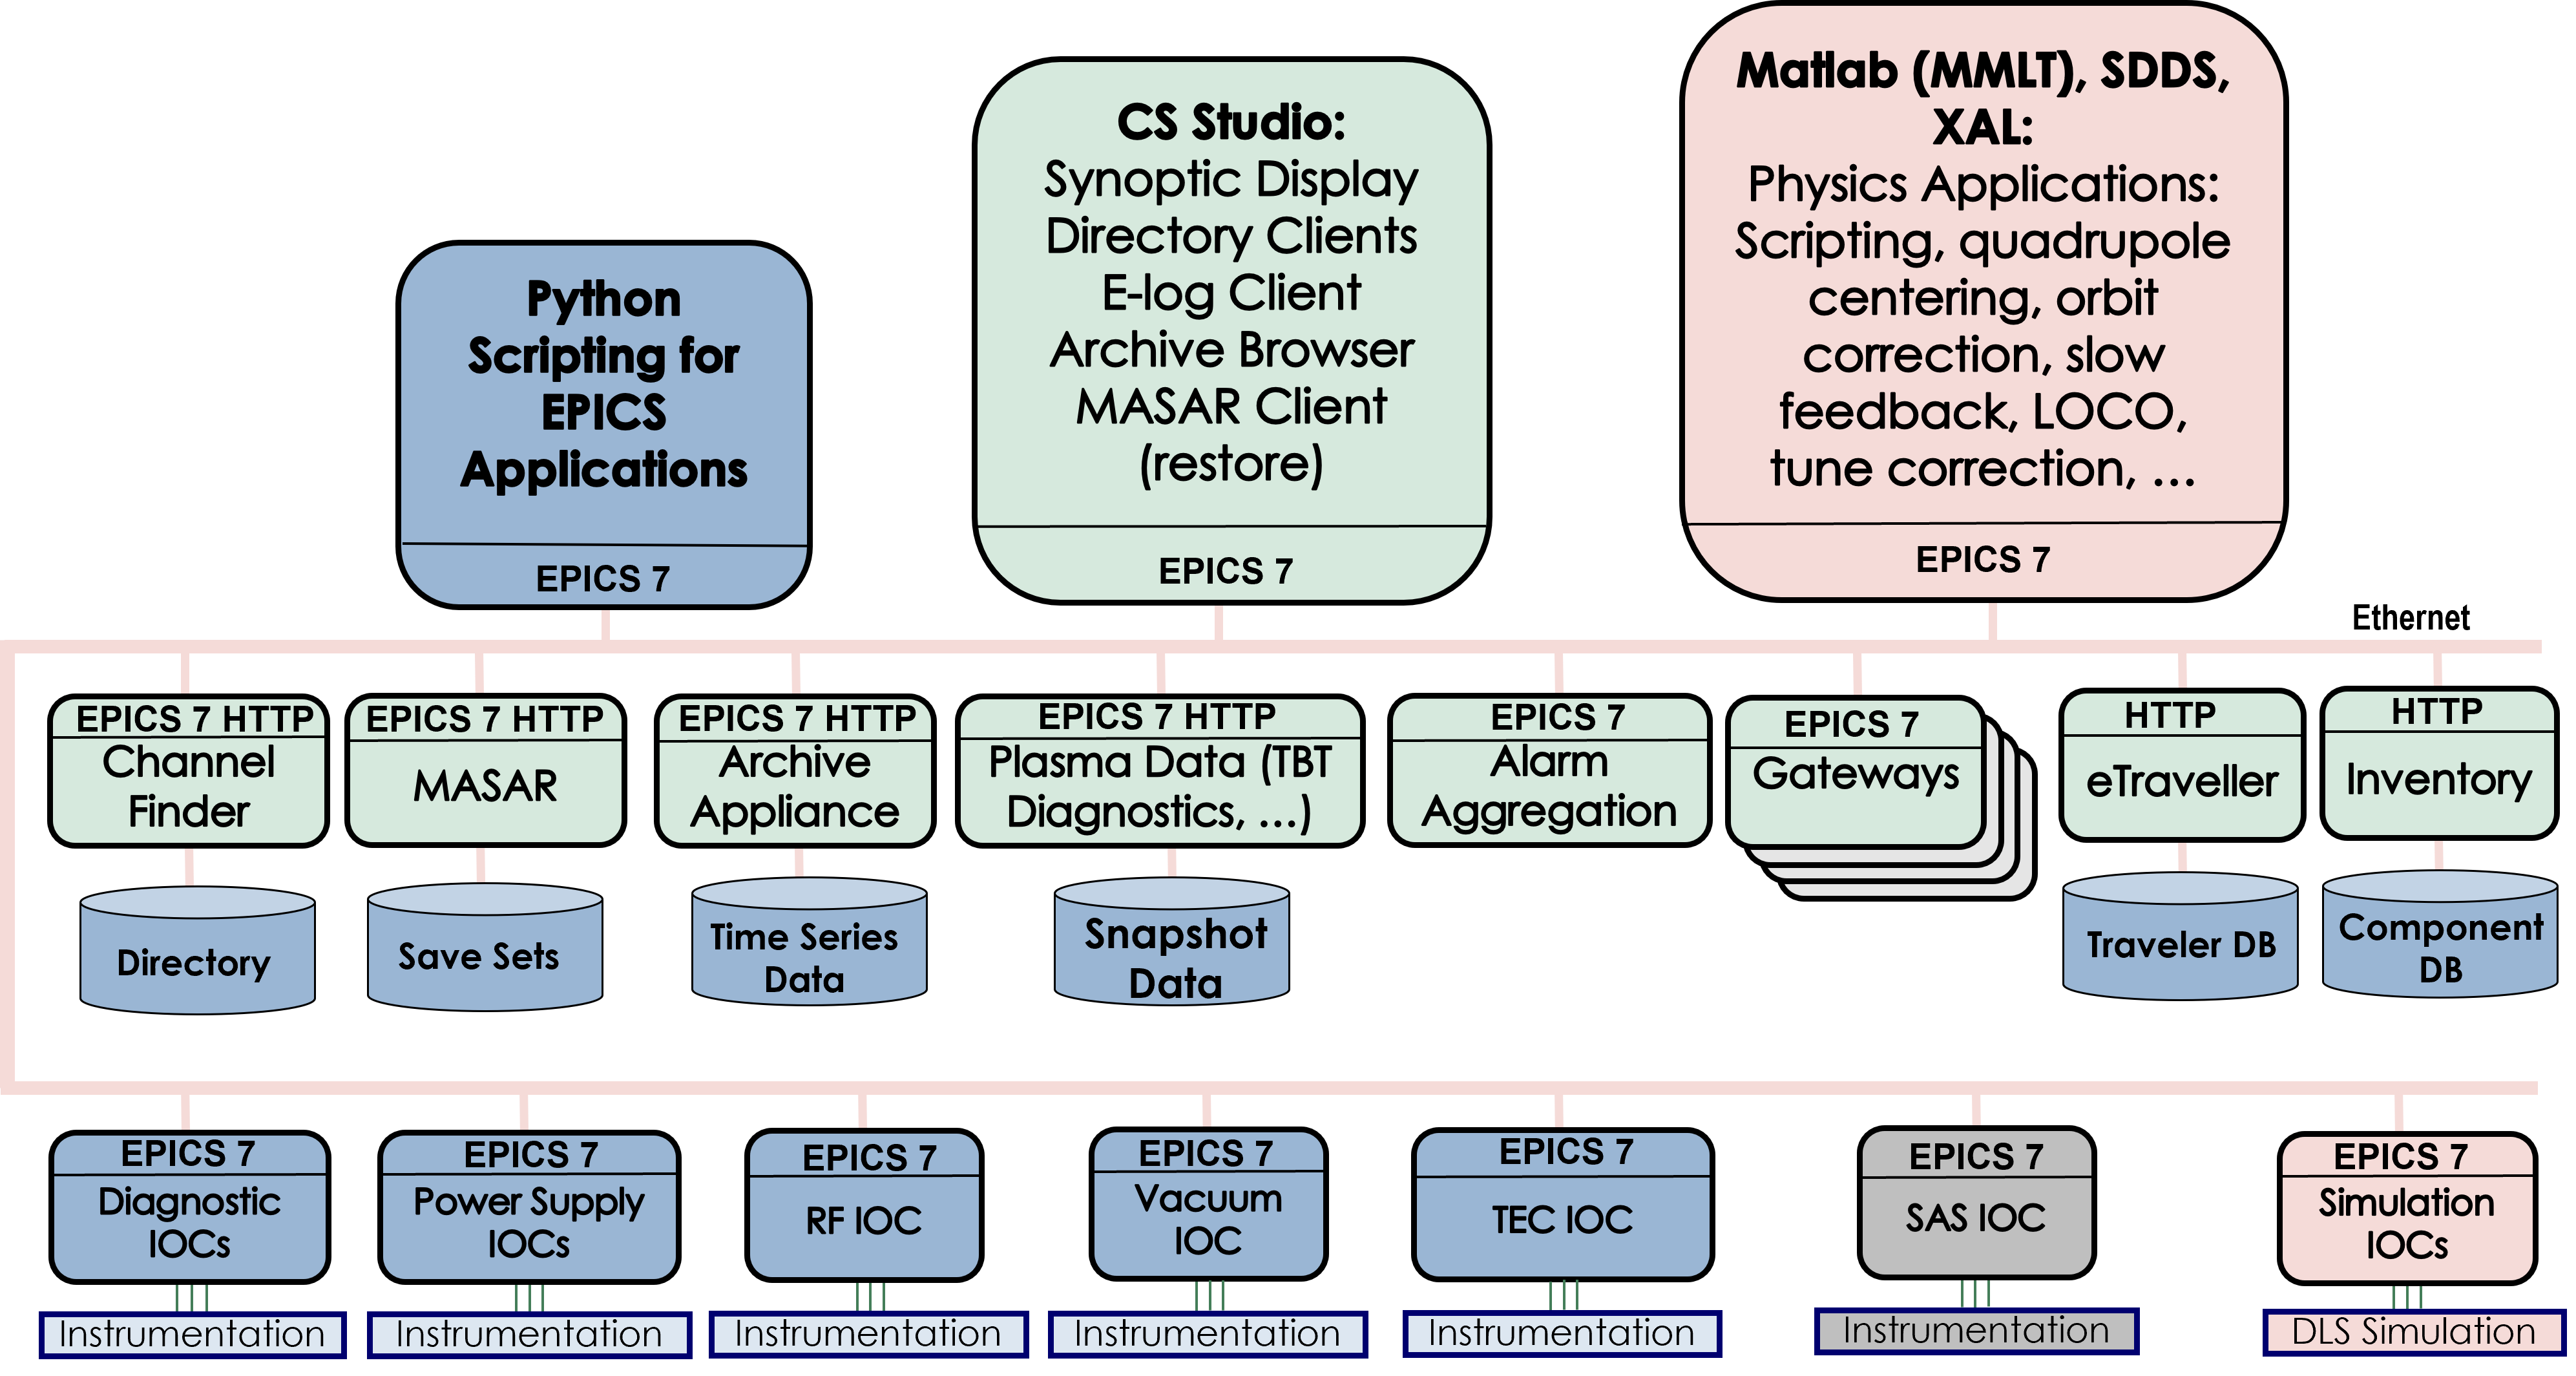 Python
Scripting for
EPICS
Applications
EPICS 7
CS Studio:
Synoptic Display
Directory Clients
E-log Client
Archive Browser
MASAR Client
(restore)
EPICS 7
Matlab (MMLT), SDDS,
XAL:
Physics Applications:
Scripting, quadrupole
centering, orbit
correction, slow
feedback, LOCO,
tune correction, ...
EPICS 7
Ethernet
EPICS 7 HTTP
Channel
Finder
Directory
EPICS 7 HTTP
MASAR
Save Sets
EPICS 7 HTTP
Archive
Appliance
Time Series
Data
EPICS 7 HTTP
Plasma Data (TBT
Diagnostics, ...)
Snapshot
Data
EPICS 7
Alarm
Aggregation
EPICS 7
Gateways
HTTP
eTraveller
Traveler DB
HTTP
Inventory
Component
DB
EPICS 7
Diagnostic
IOCs
Instrumentation
EPICS 7
Power Supply
IOCs
Instrumentation
EPICS 7
RF IOC
Instrumentation
EPICS 7
Vacuum
IOC
Instrumentation
EPICS 7
TEC IOC
Instrumentation
EPICS 7
SAS IOC
Instrumentation
EPICS 7
Simulation
IOCs
DLS Simulation